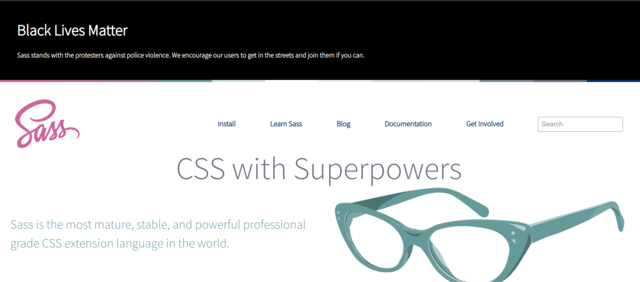 Black Lives Matter
Sass stands with the protesters against police violence. We encourage our users to get in the streets and join them if you can.
Sass
Install
Learn Sass
Blog
Documentation
Get Involved
Search
CSS with Superpowers
Sass is the most mature, stable, and powerful professional
grade CSS extension language in the world.